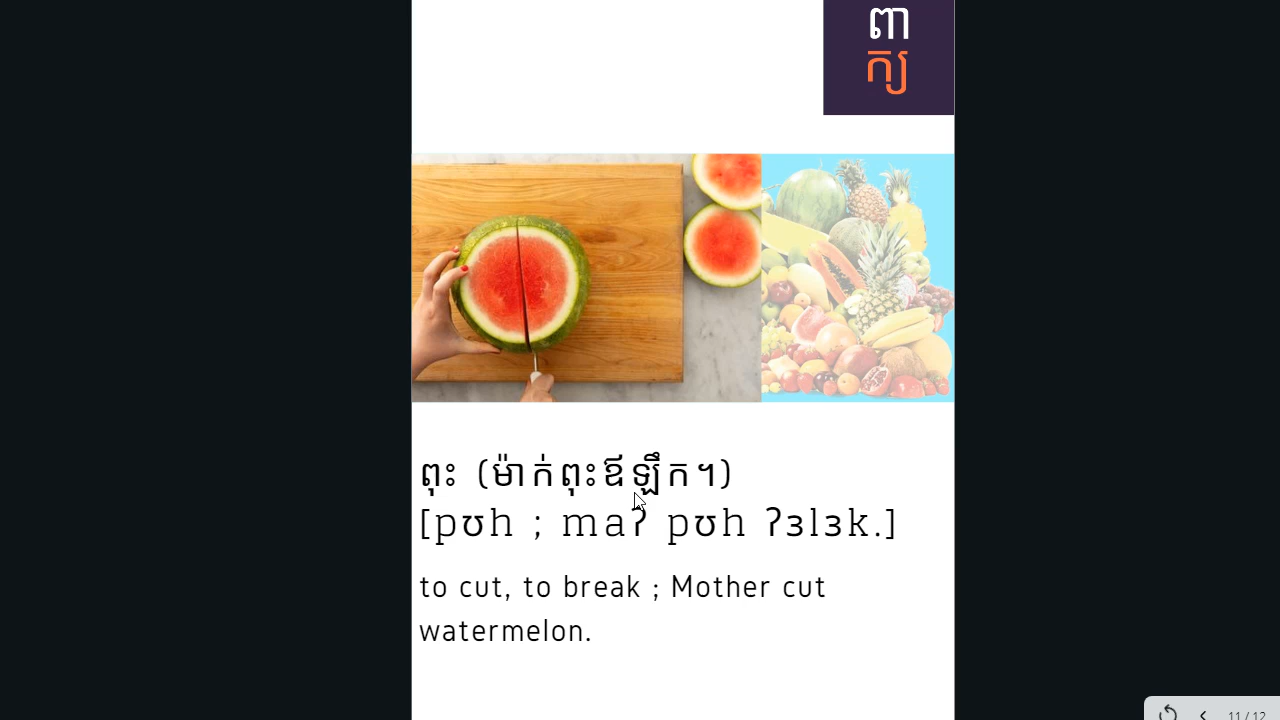 ពា
ក្យ
ពុះ (ម៉ាក់ពុះឪឡឹក។)
[pʊh ; maʔ pʊh ʔɜlɜk.]
to cut, to break ; Mother cut
watermelon.
11 / 12